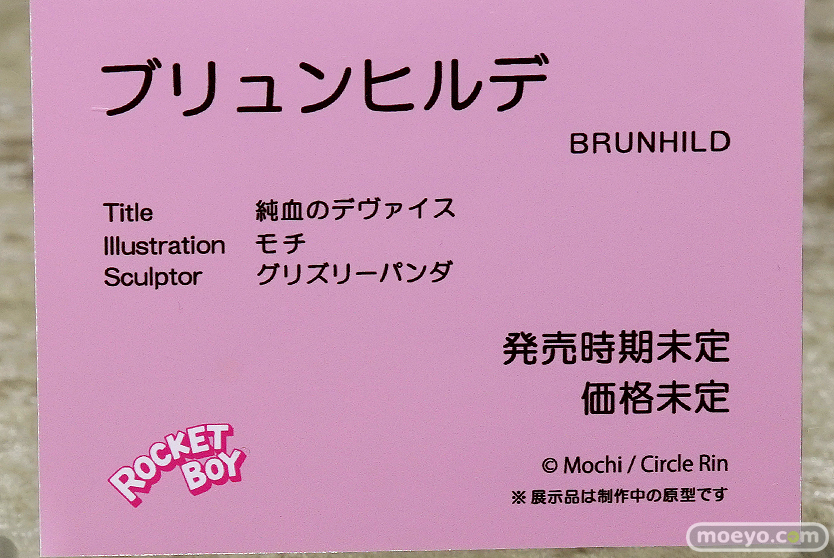 ブリュンヒルデ
BRUNHILD
Title 純血のデヴァイス
Illustration モチ
Sculptor グリズリーパンダ
発売時期未定
価格未定
ROCKET
BOY
© Mochi / Circle Rin
※展示品は制作中の原型です
moeyo.com